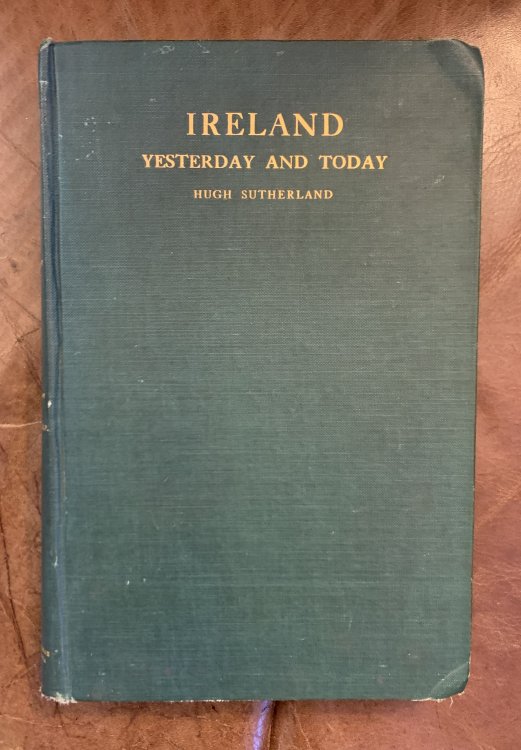 IRELAND
YESTERDAY AND TODAY
HUGH SUTHERLAND